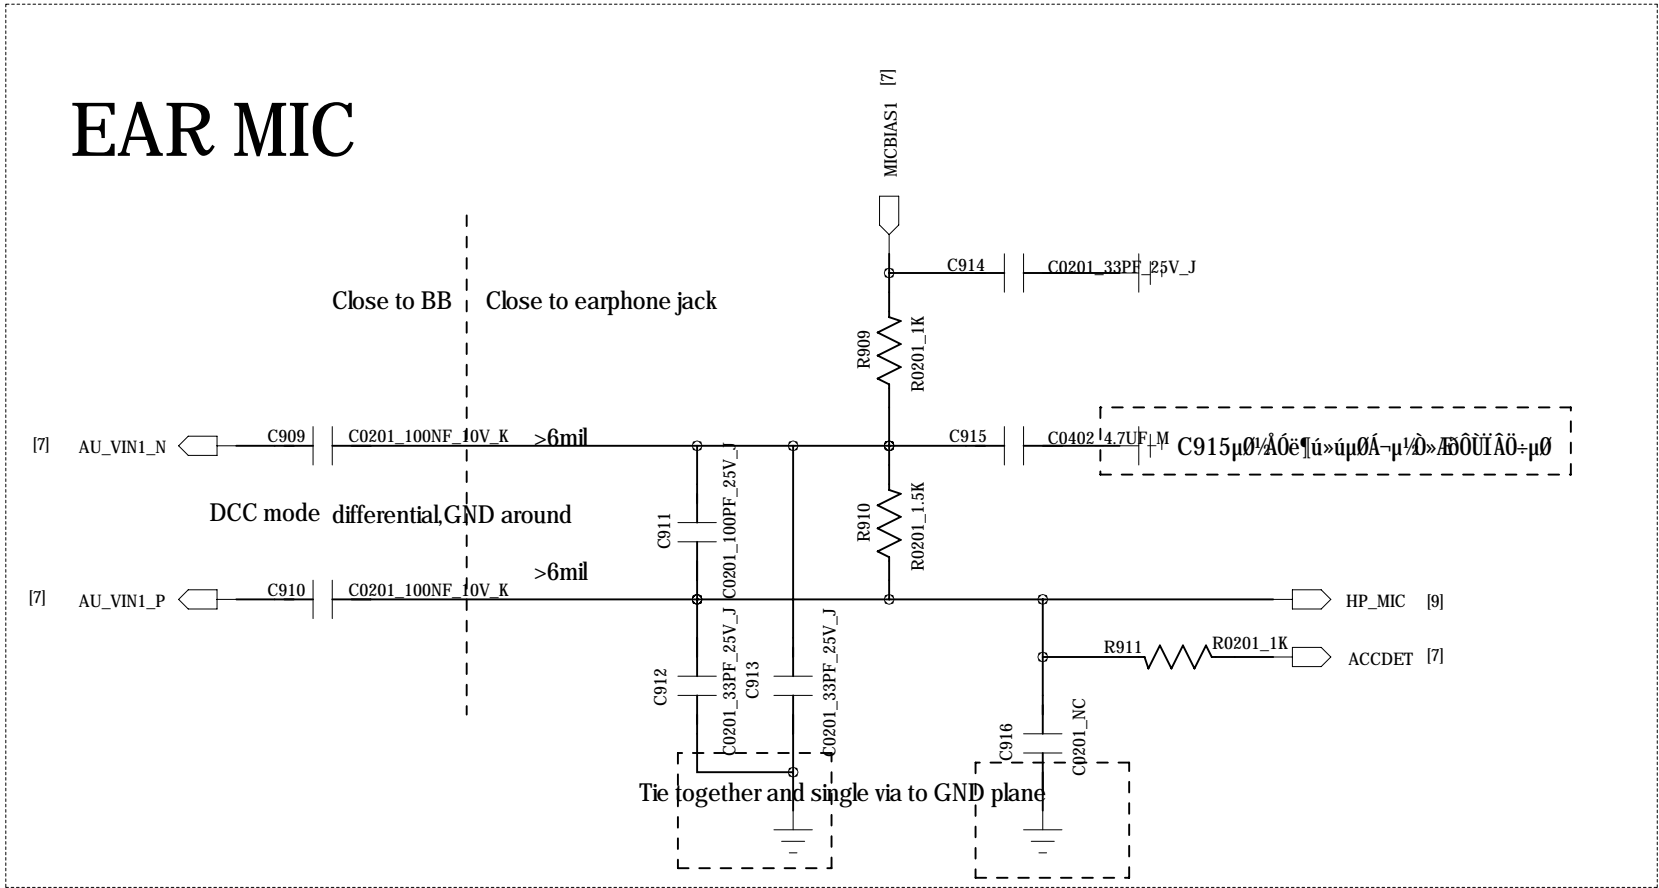 EAR MIC
MICBIAS1 [7]
C914 C0201_33PF_25V_J
Close to BB Close to earphone jack
R909 R0201_1K
[7] AU_VIN1_N C909 C0201_100NF_10V_K >6mil
C915 C0402_4.7UF_M
C911 C0201_100PF_25V_J
R910 R0201_1.5K
DCC mode differential,GND around
>6mil
[7] AU_VIN1_P C910 C0201_100NF_10V_K
HP_MIC [9]
R911 R0201_1K ACCDET [7]
C912 C0201_33PF_25V_J
C913 C0201_33PF_25V_J
C916 C0201_NC
Tie together and single via to GND plane